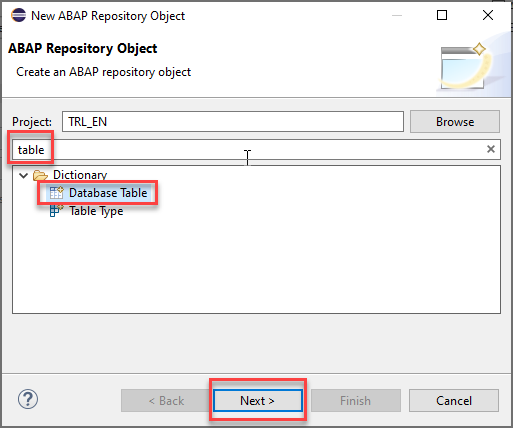 New ABAP Repository Object
ABAP Repository Object
Create an ABAP repository object
Project: TRL_EN Browse
table
Dictionary
Database Table
Table Type
< Back Next > Finish Cancel